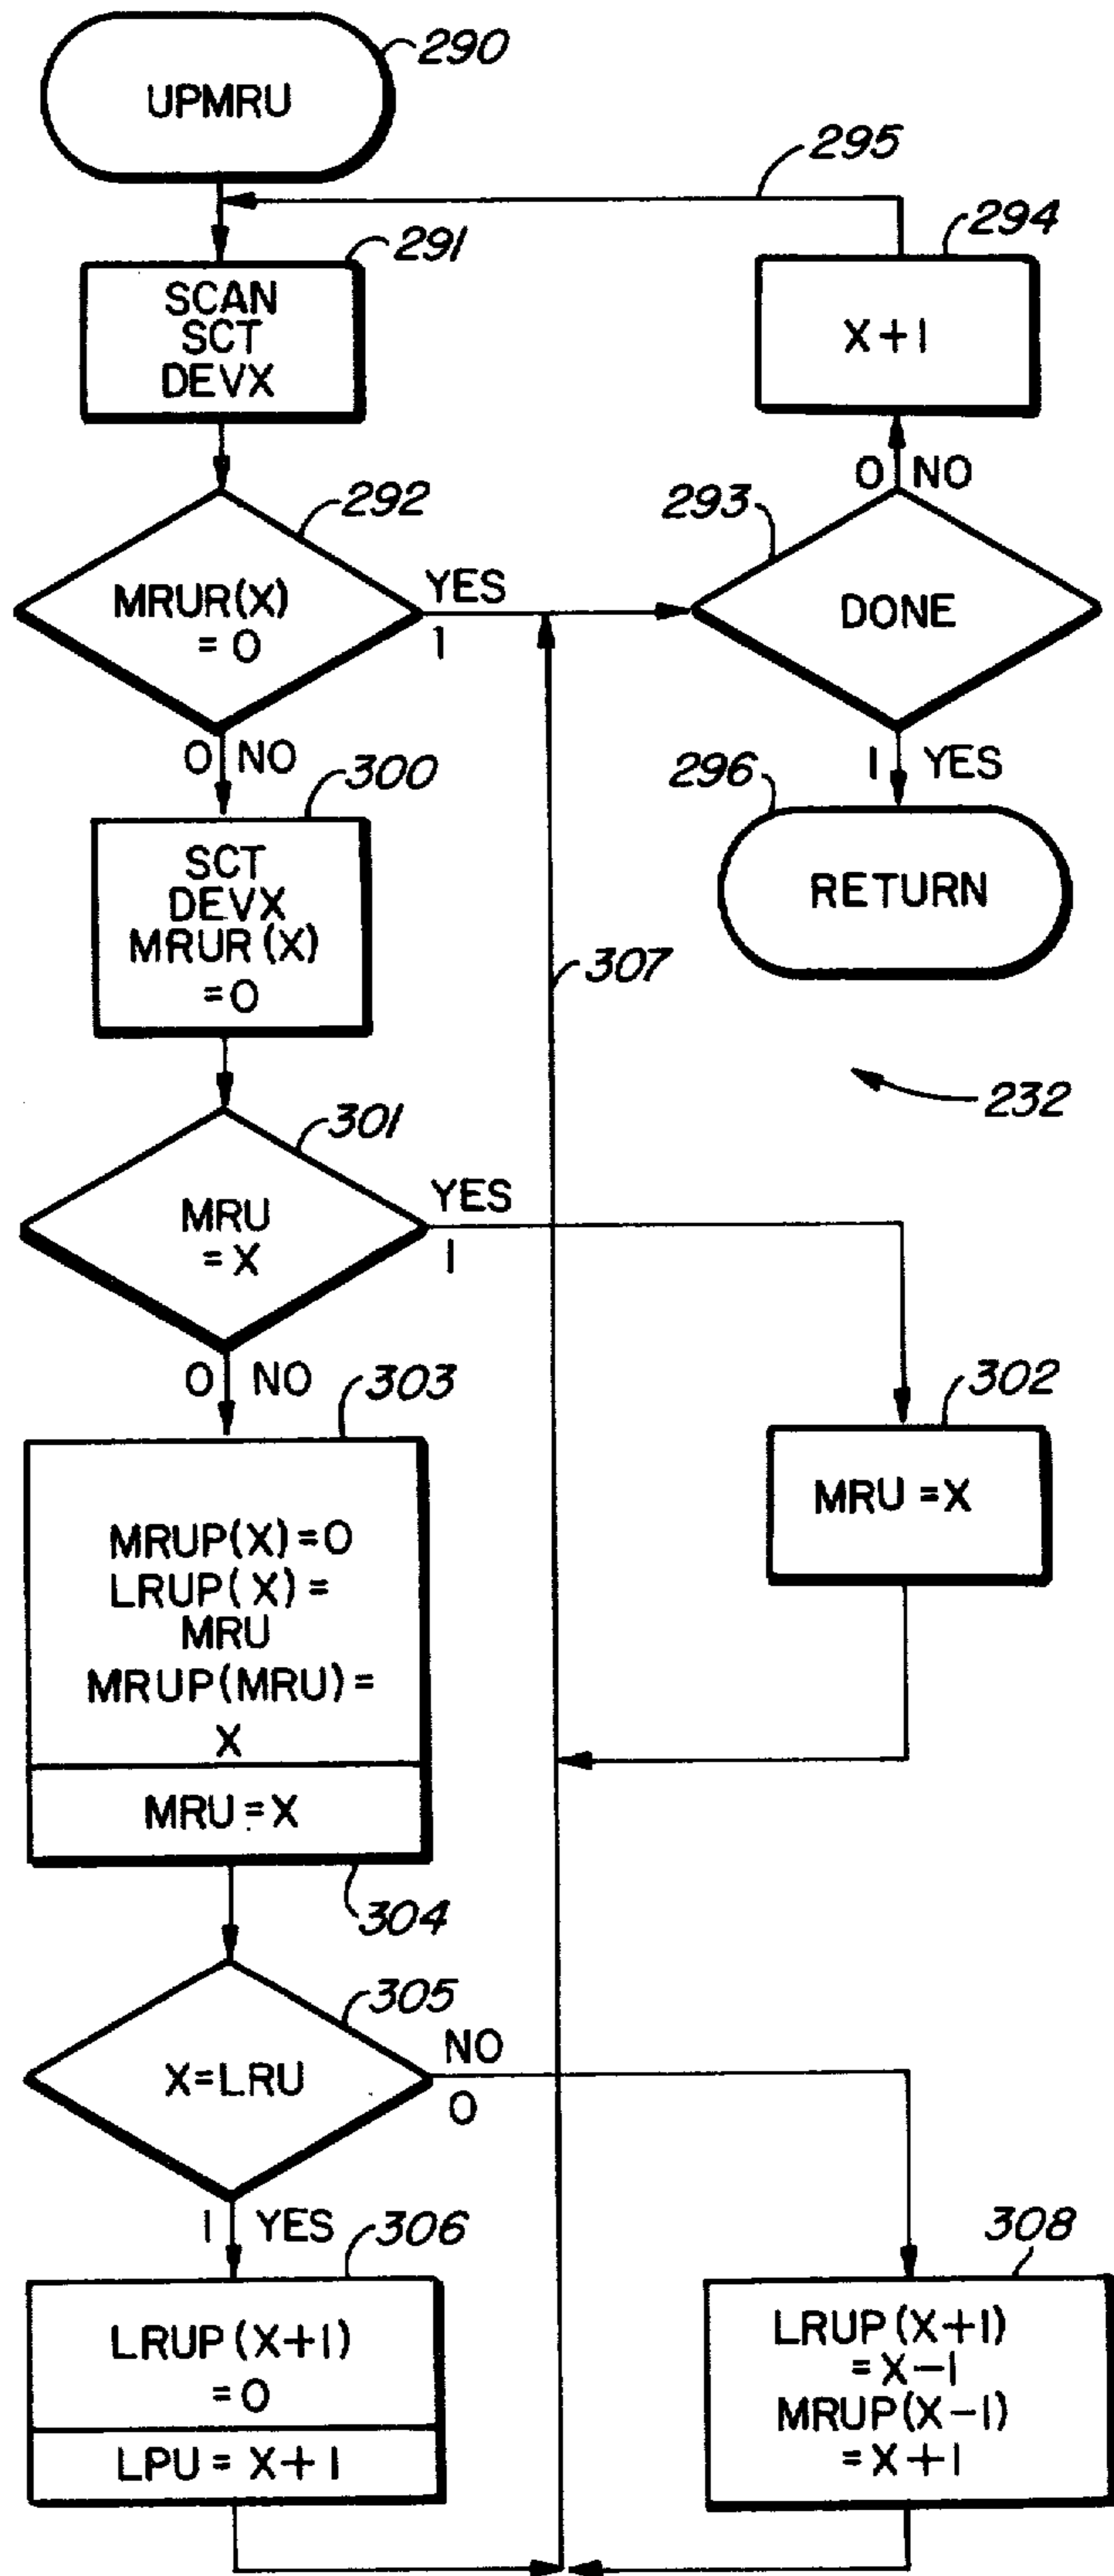 290
UPMRU
295
291
294
SCAN
SCT
DEVX
X+1
292
293
0 NO
MRUR(X)
= 0
YES
1
DONE
0 NO
300
296
1 YES
SCT
DEVX
MRUR(X)
= 0
RETURN
307
232
301
MRU
= X
YES
1
0 NO
303
302
MRU = X
MRUP(X)=0
LRUP(X)=
MRU
MRUP(MRU)=
X
MRU = X
304
305
X=LRU
NO
0
1 YES
306
308
LRUP(X+1)
= 0
LPU = X+1
LRUP(X+1)
= X-1
MRUP(X-1)
= X+1